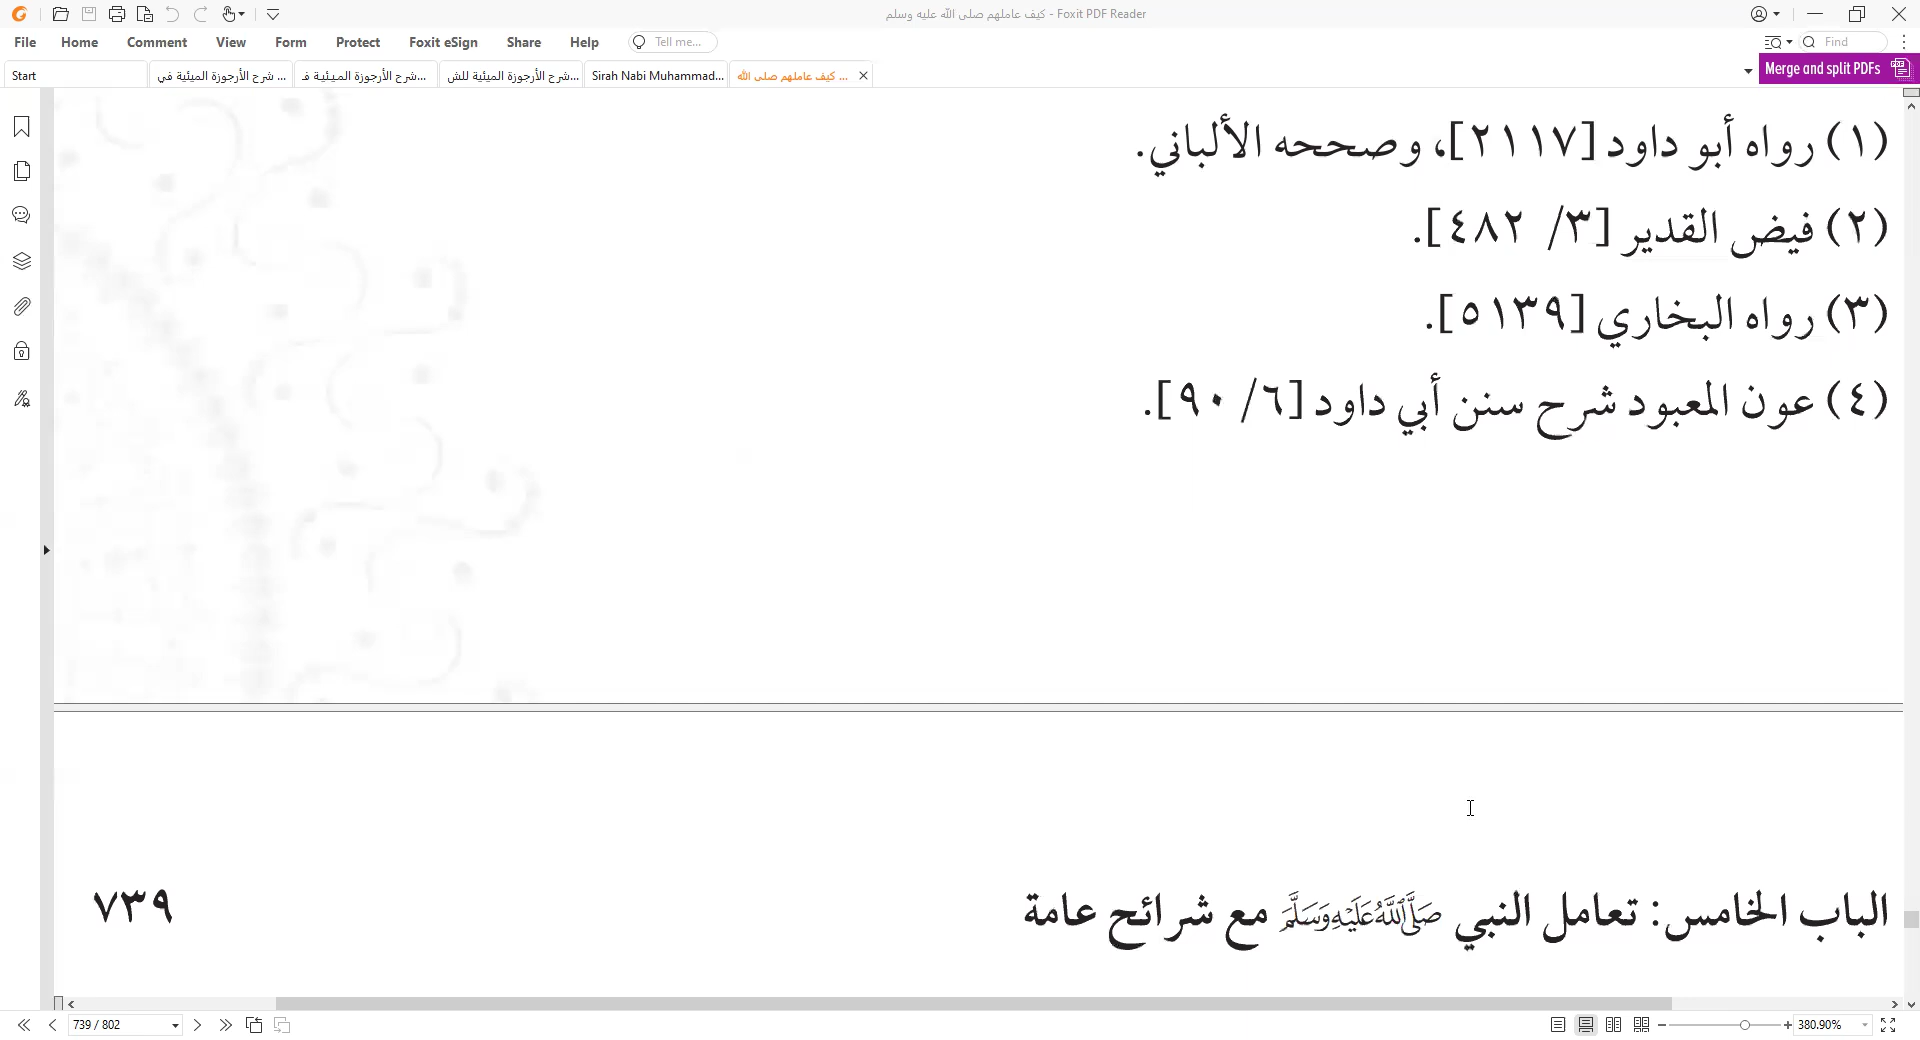 كيف عاملهم صلى الله عليه وسلم - Foxit PDF Reader
File Home Comment View Form Protect Foxit eSign Share Help Tell me... Find
Start
شرح الأرجوزة الميئية في ...
شرح الأرجوزة الميئية فـ...
شرح الأرجوزة الميئية للش...
Sirah Nabi Muhammad...
كيف عاملهم صلى الله ...
Merge and split PDFs
(١) رواه أبو داود [٢١١٧]، وصححه الألباني.
(٢) فيض القدير [٣/ ٤٨٢].
(٣) رواه البخاري [٥١٣٩].
(٤) عون المعبود شرح سنن أبي داود [٦/ ٩٠].
الباب الخامس: تعامل النبي صَلَّىاللَّهُعَلَيْهِوَسَلَّمَ مع شرائح عامة ٧٣٩
739 / 802 380.90%